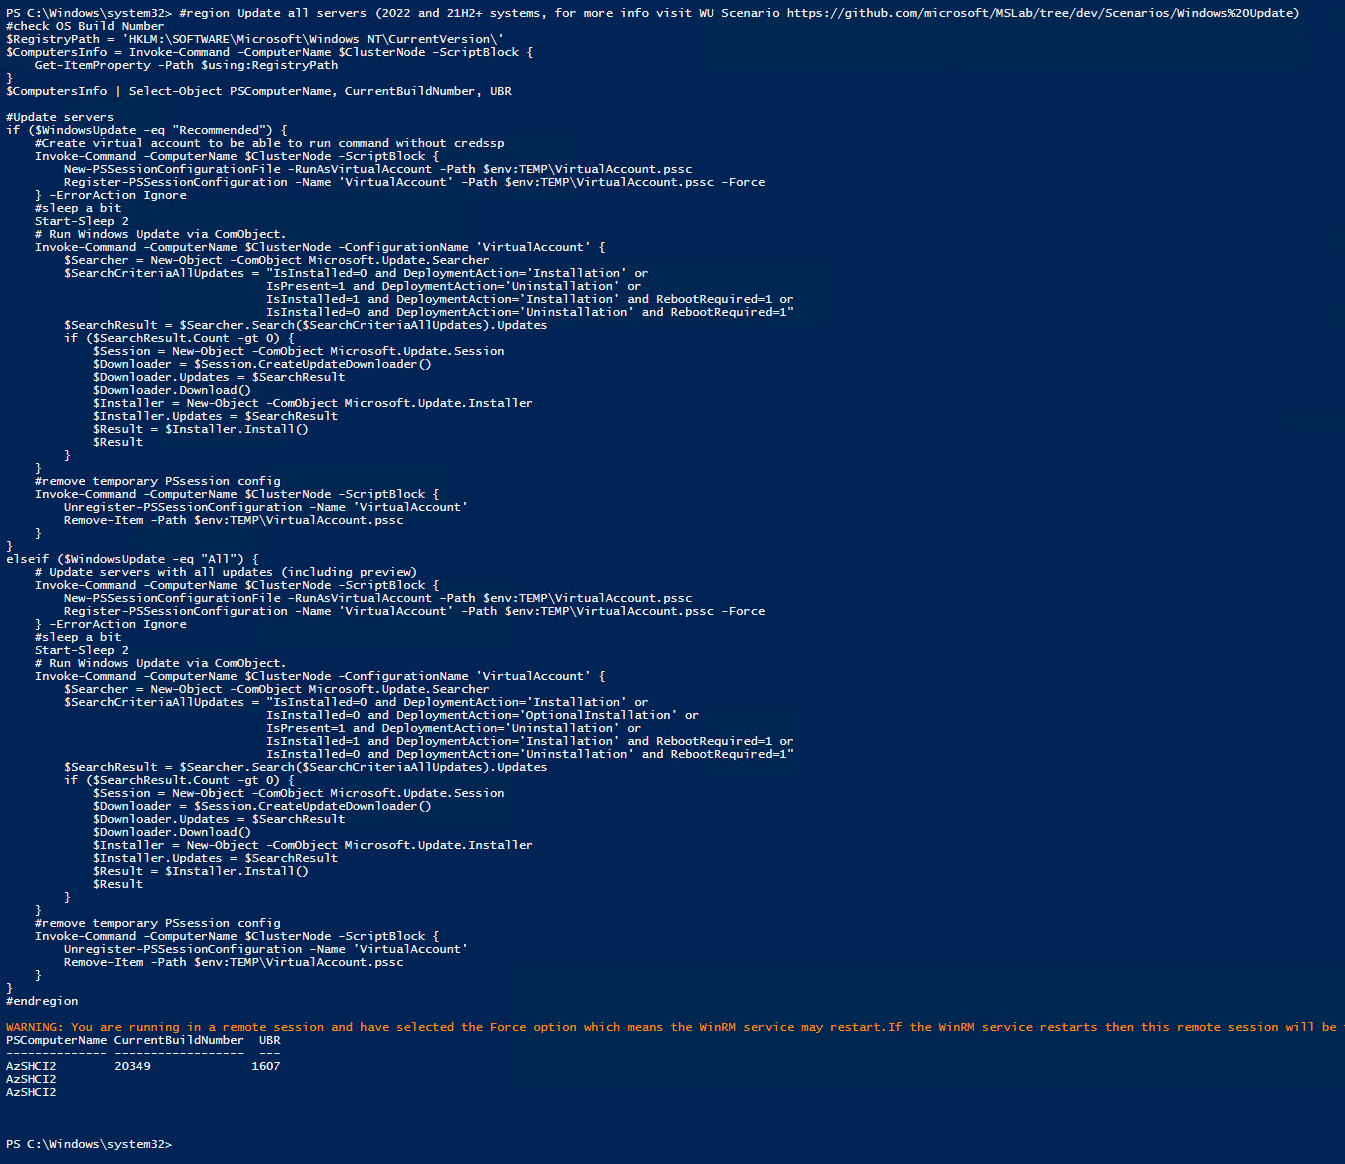 PS C:\Windows\system32> #region Update all servers (2022 and 21H2+ systems, for more info visit WU Scenario https://github.com/microsoft/MSLab/tree/dev/Scenarios/Windows%20Update)
#check OS Build Number
$RegistryPath = 'HKLM:\SOFTWARE\Microsoft\Windows NT\CurrentVersion\'
$ComputersInfo = Invoke-Command -ComputerName $ClusterNode -ScriptBlock {
    Get-ItemProperty -Path $using:RegistryPath
}
$ComputersInfo | Select-Object PSComputerName, CurrentBuildNumber, UBR

#Update servers
if ($WindowsUpdate -eq "Recommended") {
    #Create virtual account to be able to run command without credssp
    Invoke-Command -ComputerName $ClusterNode -ScriptBlock {
        New-PSSessionConfigurationFile -RunAsVirtualAccount -Path $env:TEMP\VirtualAccount.pssc
        Register-PSSessionConfiguration -Name 'VirtualAccount' -Path $env:TEMP\VirtualAccount.pssc -Force
    } -ErrorAction Ignore
    #sleep a bit
    Start-Sleep 2
    # Run Windows Update via ComObject.
    Invoke-Command -ComputerName $ClusterNode -ConfigurationName 'VirtualAccount' {
        $Searcher = New-Object -ComObject Microsoft.Update.Searcher
        $SearchCriteriaAllUpdates = "IsInstalled=0 and DeploymentAction='Installation' or
                                    IsPresent=1 and DeploymentAction='Uninstallation' or
                                    IsInstalled=1 and DeploymentAction='Installation' and RebootRequired=1 or
                                    IsInstalled=0 and DeploymentAction='Uninstallation' and RebootRequired=1"
        $SearchResult = $Searcher.Search($SearchCriteriaAllUpdates).Updates
        if ($SearchResult.Count -gt 0) {
            $Session = New-Object -ComObject Microsoft.Update.Session
            $Downloader = $Session.CreateUpdateDownloader()
            $Downloader.Updates = $SearchResult
            $Downloader.Download()
            $Installer = New-Object -ComObject Microsoft.Update.Installer
            $Installer.Updates = $SearchResult
            $Result = $Installer.Install()
            $Result
        }
    }
    #remove temporary PSsession config
    Invoke-Command -ComputerName $ClusterNode -ScriptBlock {
        Unregister-PSSessionConfiguration -Name 'VirtualAccount'
        Remove-Item -Path $env:TEMP\VirtualAccount.pssc
    }
}
elseif ($WindowsUpdate -eq "All") {
    # Update servers with all updates (including preview)
    Invoke-Command -ComputerName $ClusterNode -ScriptBlock {
        New-PSSessionConfigurationFile -RunAsVirtualAccount -Path $env:TEMP\VirtualAccount.pssc
        Register-PSSessionConfiguration -Name 'VirtualAccount' -Path $env:TEMP\VirtualAccount.pssc -Force
    } -ErrorAction Ignore
    #sleep a bit
    Start-Sleep 2
    # Run Windows Update via ComObject.
    Invoke-Command -ComputerName $ClusterNode -ConfigurationName 'VirtualAccount' {
        $Searcher = New-Object -ComObject Microsoft.Update.Searcher
        $SearchCriteriaAllUpdates = "IsInstalled=0 and DeploymentAction='Installation' or
                                    IsInstalled=0 and DeploymentAction='OptionalInstallation' or
                                    IsPresent=1 and DeploymentAction='Uninstallation' or
                                    IsInstalled=1 and DeploymentAction='Installation' and RebootRequired=1 or
                                    IsInstalled=0 and DeploymentAction='Uninstallation' and RebootRequired=1"
        $SearchResult = $Searcher.Search($SearchCriteriaAllUpdates).Updates
        if ($SearchResult.Count -gt 0) {
            $Session = New-Object -ComObject Microsoft.Update.Session
            $Downloader = $Session.CreateUpdateDownloader()
            $Downloader.Updates = $SearchResult
            $Downloader.Download()
            $Installer = New-Object -ComObject Microsoft.Update.Installer
            $Installer.Updates = $SearchResult
            $Result = $Installer.Install()
            $Result
        }
    }
    #remove temporary PSsession config
    Invoke-Command -ComputerName $ClusterNode -ScriptBlock {
        Unregister-PSSessionConfiguration -Name 'VirtualAccount'
        Remove-Item -Path $env:TEMP\VirtualAccount.pssc
    }
}
#endregion

WARNING: You are running in a remote session and have selected the Force option which means the WinRM service may restart.If the WinRM service restarts then this remote session will be
PSComputerName CurrentBuildNumber  UBR
-------------- ------------------  ---
AzSHCI2        20349              1607
AzSHCI2
AzSHCI2

PS C:\Windows\system32>